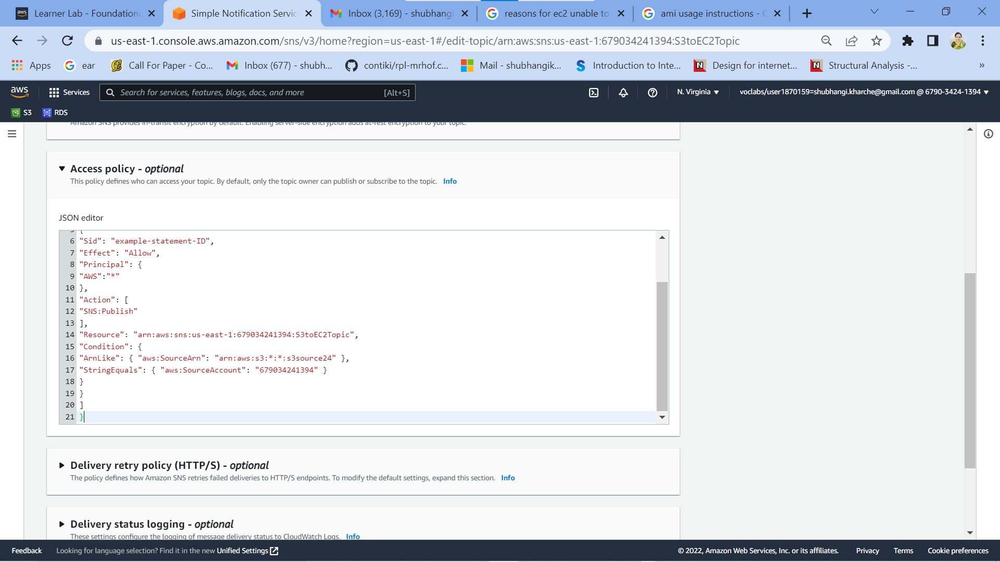 aws Learner Lab - Foundationa
Simple Notification Servic
Inbox (3,169) - shubhangi
reasons for ec2 unable to
ami usage instructions - G
us-east-1.console.aws.amazon.com/sns/v3/home?region=us-east-1#/edit-topic/arn:aws:sns:us-east-1:679034241394:S3toEC2Topic
Apps
ear
Call For Paper - Co...
Inbox (677) - shubh...
contiki/rpl-mrhof.c...
Mail - shubhangik...
Introduction to Inte...
Design for internet...
Structural Analysis -...
»
aws
Services
Search for services, features, blogs, docs, and more [Alt+S]
N. Virginia
voclabs/user1870159=shubhangi.kharche@gmail.com @ 6790-3424-1394
S3
RDS
Amazon SNS provides in-transit encryption by default. Enabling server-side encryption adds at-rest encryption to your topic.
Access policy - optional
This policy defines who can access your topic. By default, only the topic owner can publish or subscribe to the topic. Info
JSON editor
5 {
6 "Sid": "example-statement-ID",
7 "Effect": "Allow",
8 "Principal": {
9 "AWS":"*"
10 },
11 "Action": [
12 "SNS:Publish"
13 ],
14 "Resource": "arn:aws:sns:us-east-1:679034241394:S3toEC2Topic",
15 "Condition": {
16 "ArnLike": { "aws:SourceArn": "arn:aws:s3:*:*:s3source24" },
17 "StringEquals": { "aws:SourceAccount": "679034241394" }
18 }
19 }
20 ]
21 }
Delivery retry policy (HTTP/S) - optional
The policy defines how Amazon SNS retries failed deliveries to HTTP/S endpoints. To modify the default settings, expand this section. Info
Delivery status logging - optional
These settings configure the logging of message delivery status to CloudWatch Logs. Info
Feedback
Looking for language selection? Find it in the new Unified Settings
© 2022, Amazon Web Services, Inc. or its affiliates.
Privacy
Terms
Cookie preferences